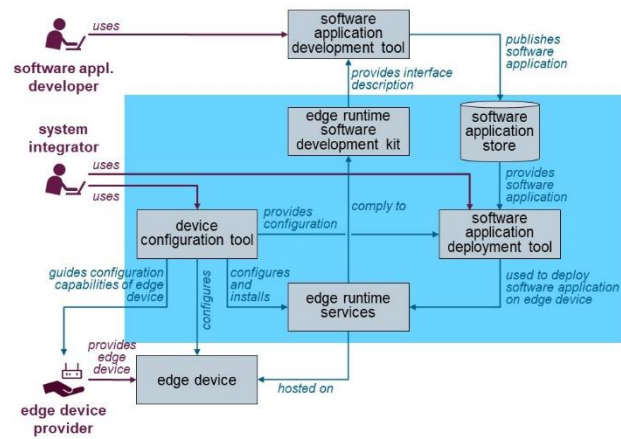 uses
software
application
development tool
publishes
software
application
software appl.
developer
provides interface
description
system
integrator
edge runtime
software
development kit
software
application
store
uses
uses
provides
software
application
device
configuration tool
provides
configuration
comply to
software
application
deployment tool
guides configuration
capabilities of edge
device
configures
configures
and
installs
edge runtime
services
used to deploy
software application
on edge device
provides
edge
device
edge device
hosted on
edge device
provider